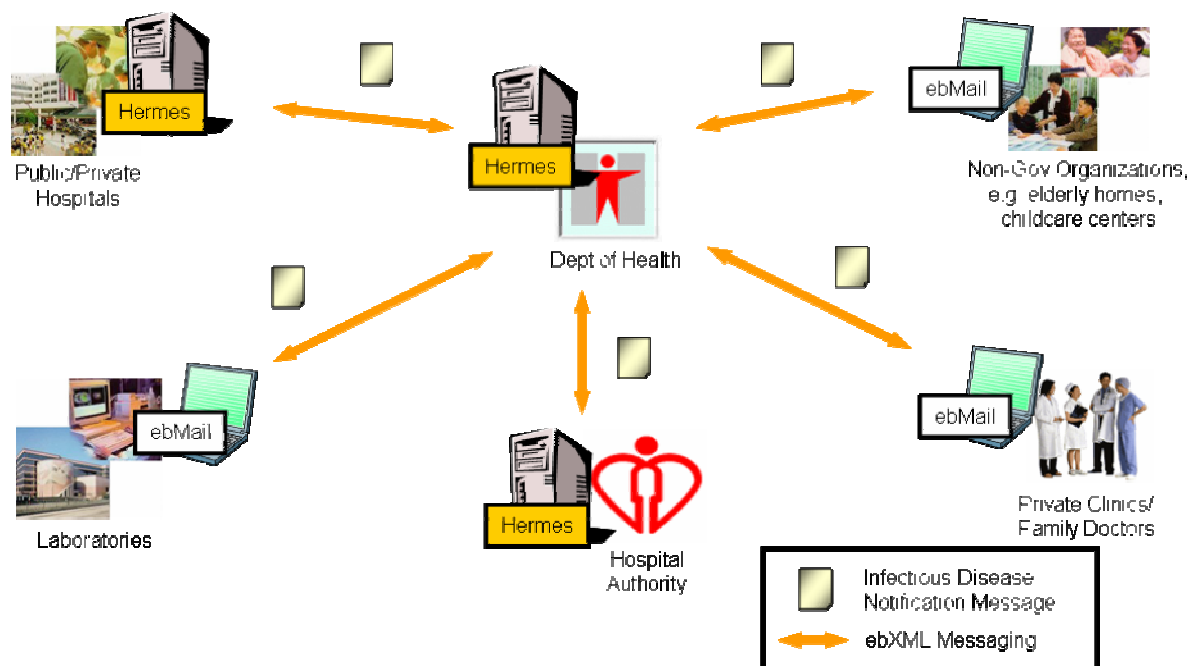 Hermes
Public/Private
Hospitals
Hermes
Dept of Health
ebMail
Non-Gov Organizations,
e.g. elderly homes,
childcare centers
ebMail
Laboratories
Hermes
Hospital
Authority
ebMail
Private Clinics/
Family Doctors
Infectious Disease
Notification Message
ebXML Messaging